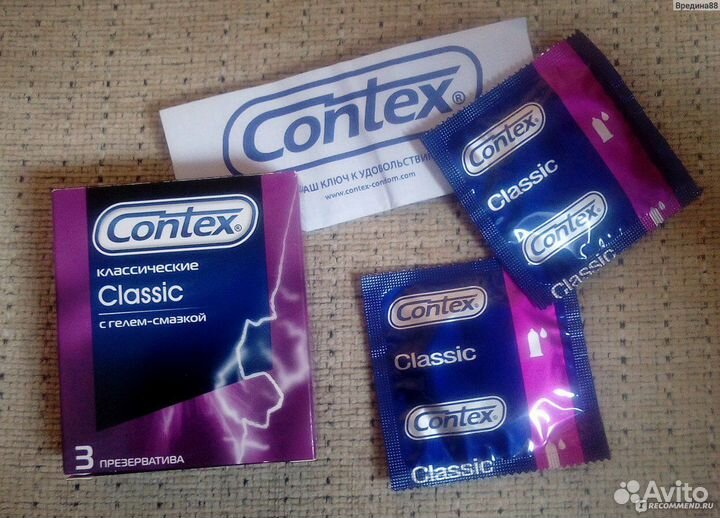 Вредина88
Contex®
ВАШ КЛЮЧ К УДОВОЛЬСТВИЮ
www.contex-condom.com
Contex®
Classic
Contex®
Classic
Contex®
КЛАССИЧЕСКИЕ
Classic
С ГЕЛЕМ-СМАЗКОЙ
3 ПРЕЗЕРВАТИВА
Contex®
Classic
Contex®
Classic
Avito
RECOMMEND.RU